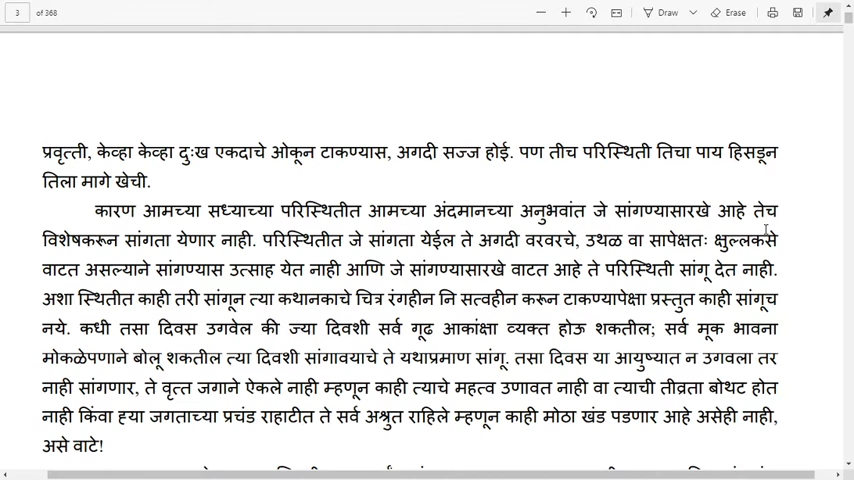 3 of 368 Draw Erase
प्रवृत्ती, केव्हा केव्हा दुःख एकदाचे ओकून टाकण्यास, अगदी सज्ज होई. पण तीच परिस्थिती तिचा पाय हिसडून
तिला मागे खेची.
कारण आमच्या सध्याच्या परिस्थितीत आमच्या अंदमानच्या अनुभवांत जे सांगण्यासारखे आहे तेच
विशेषकरून सांगता येणार नाही. परिस्थितीत जे सांगता येईल ते अगदी वरवरचे, उथळ वा सापेक्षतः क्षुल्लकसे
वाटत असल्याने सांगण्यास उत्साह येत नाही आणि जे सांगण्यासारखे वाटत आहे ते परिस्थिती सांगू देत नाही.
अशा स्थितीत काही तरी सांगून त्या कथानकाचे चित्र रंगहीन नि सत्वहीन करून टाकण्यापेक्षा प्रस्तुत काही सांगूच
नये. कधी तसा दिवस उगवेल की ज्या दिवशी सर्व गूढ आकांक्षा व्यक्त होऊ शकतील; सर्व मूक भावना
मोकळेपणाने बोलू शकतील त्या दिवशी सांगावयाचे ते यथाप्रमाण सांगू. तसा दिवस या आयुष्यात न उगवला तर
नाही सांगणार, ते वृत्त जगाने ऐकले नाही म्हणून काही त्याचे महत्व उणावत नाही वा त्याची तीव्रता बोथट होत
नाही किंवा ह्या जगताच्या प्रचंड राहाटीत ते सर्व अश्रुत राहिले म्हणून काही मोठा खंड पडणार आहे असेही नाही,
असे वाटे!